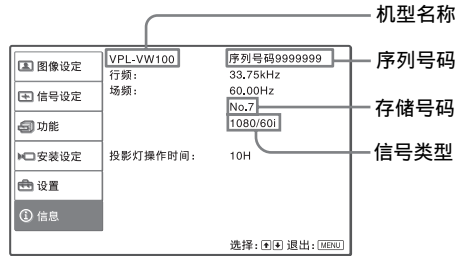 机型名称
VPL-VW100 序列号码9999999 序列号码
图像设定
行频: 33.75kHz
信号设定
场频: 60.00Hz
No.7 存储号码
1080/60i
功能
信号类型
安装设定 投影灯操作时间: 10H
设置
信息
选择: 退出: MENU